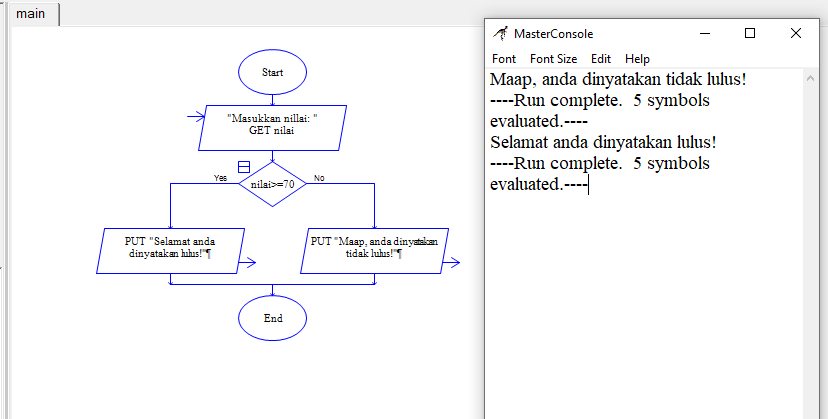 main
Start
"Masukkan nillai: "
GET nilai
Yes
nilai>=70
No
PUT "Selamat anda
dinyatakan lulus!"¶
PUT "Maap, anda dinyatakan
tidak lulus!"¶
End
MasterConsole
Font Font Size Edit Help
Maap, anda dinyatakan tidak lulus!
----Run complete.  5 symbols
evaluated.----
Selamat anda dinyatakan lulus!
----Run complete.  5 symbols
evaluated.----